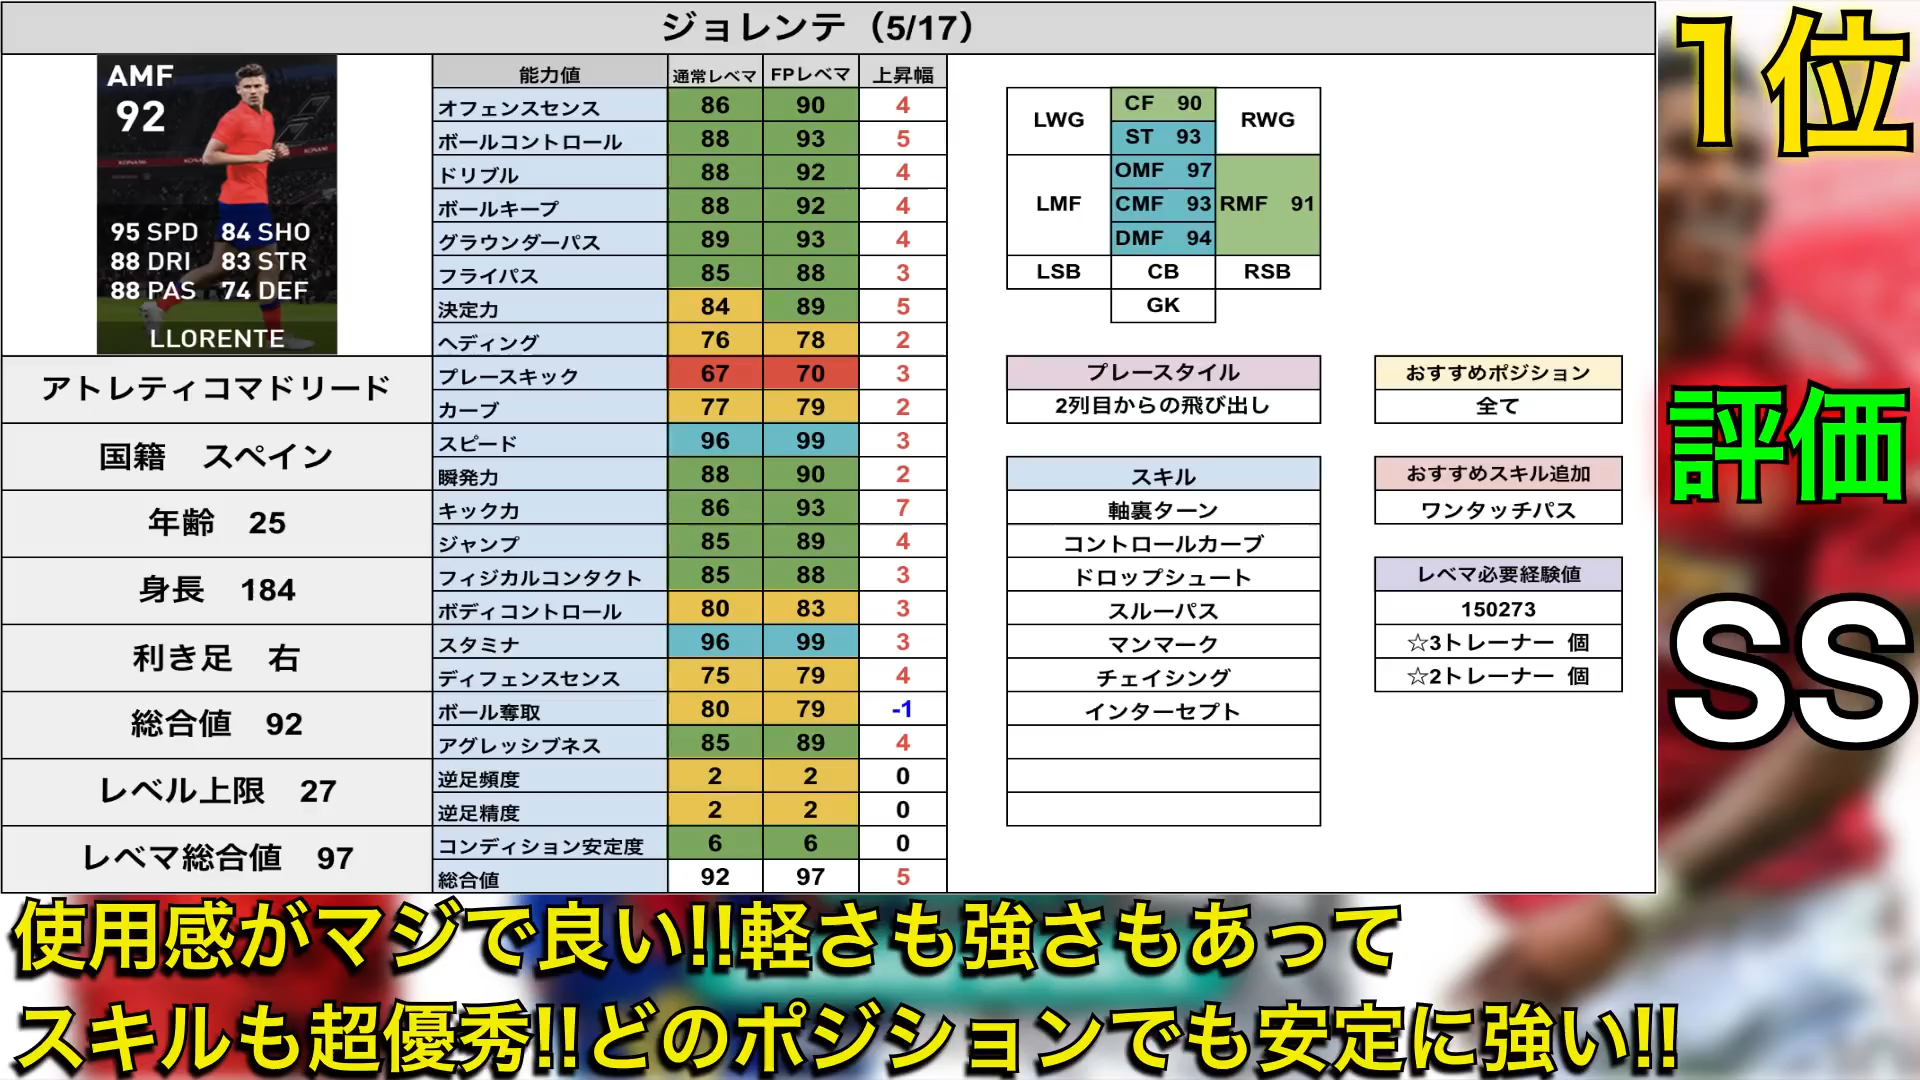 ジョレンテ（5/17）
1位
評価
SS
AMF
92
95 SPD 84 SHO
88 DRI 83 STR
88 PAS 74 DEF
LLORENTE
アトレティコマドリード
国籍 スペイン
年齢 25
身長 184
利き足 右
総合値 92
レベル上限 27
レベマ総合値 97
能力値 通常レベマ FPレベマ 上昇幅
オフェンスセンス 86 90 4
ボールコントロール 88 93 5
ドリブル 88 92 4
ボールキープ 88 92 4
グラウンダーパス 89 93 4
フライパス 85 88 3
決定力 84 89 5
ヘディング 76 78 2
プレースキック 67 70 3
カーブ 77 79 2
スピード 96 99 3
瞬発力 88 90 2
キック力 86 93 7
ジャンプ 85 89 4
フィジカルコンタクト 85 88 3
ボディコントロール 80 83 3
スタミナ 96 99 3
ディフェンスセンス 75 79 4
ボール奪取 80 79 -1
アグレッシブネス 85 89 4
逆足頻度 2 2 0
逆足精度 2 2 0
コンディション安定度 6 6 0
総合値 92 97 5
LWG CF 90 RWG
ST 93
OMF 97
LMF CMF 93 RMF 91
DMF 94
LSB CB RSB
GK
プレースタイル
2列目からの飛び出し
スキル
軸裏ターン
コントロールカーブ
ドロップシュート
スルーパス
マンマーク
チェイシング
インターセプト
おすすめポジション
全て
おすすめスキル追加
ワンタッチパス
レベマ必要経験値
150273
☆3トレーナー 個
☆2トレーナー 個
使用感がマジで良い!!軽さも強さもあって
スキルも超優秀!!どのポジションでも安定に強い!!